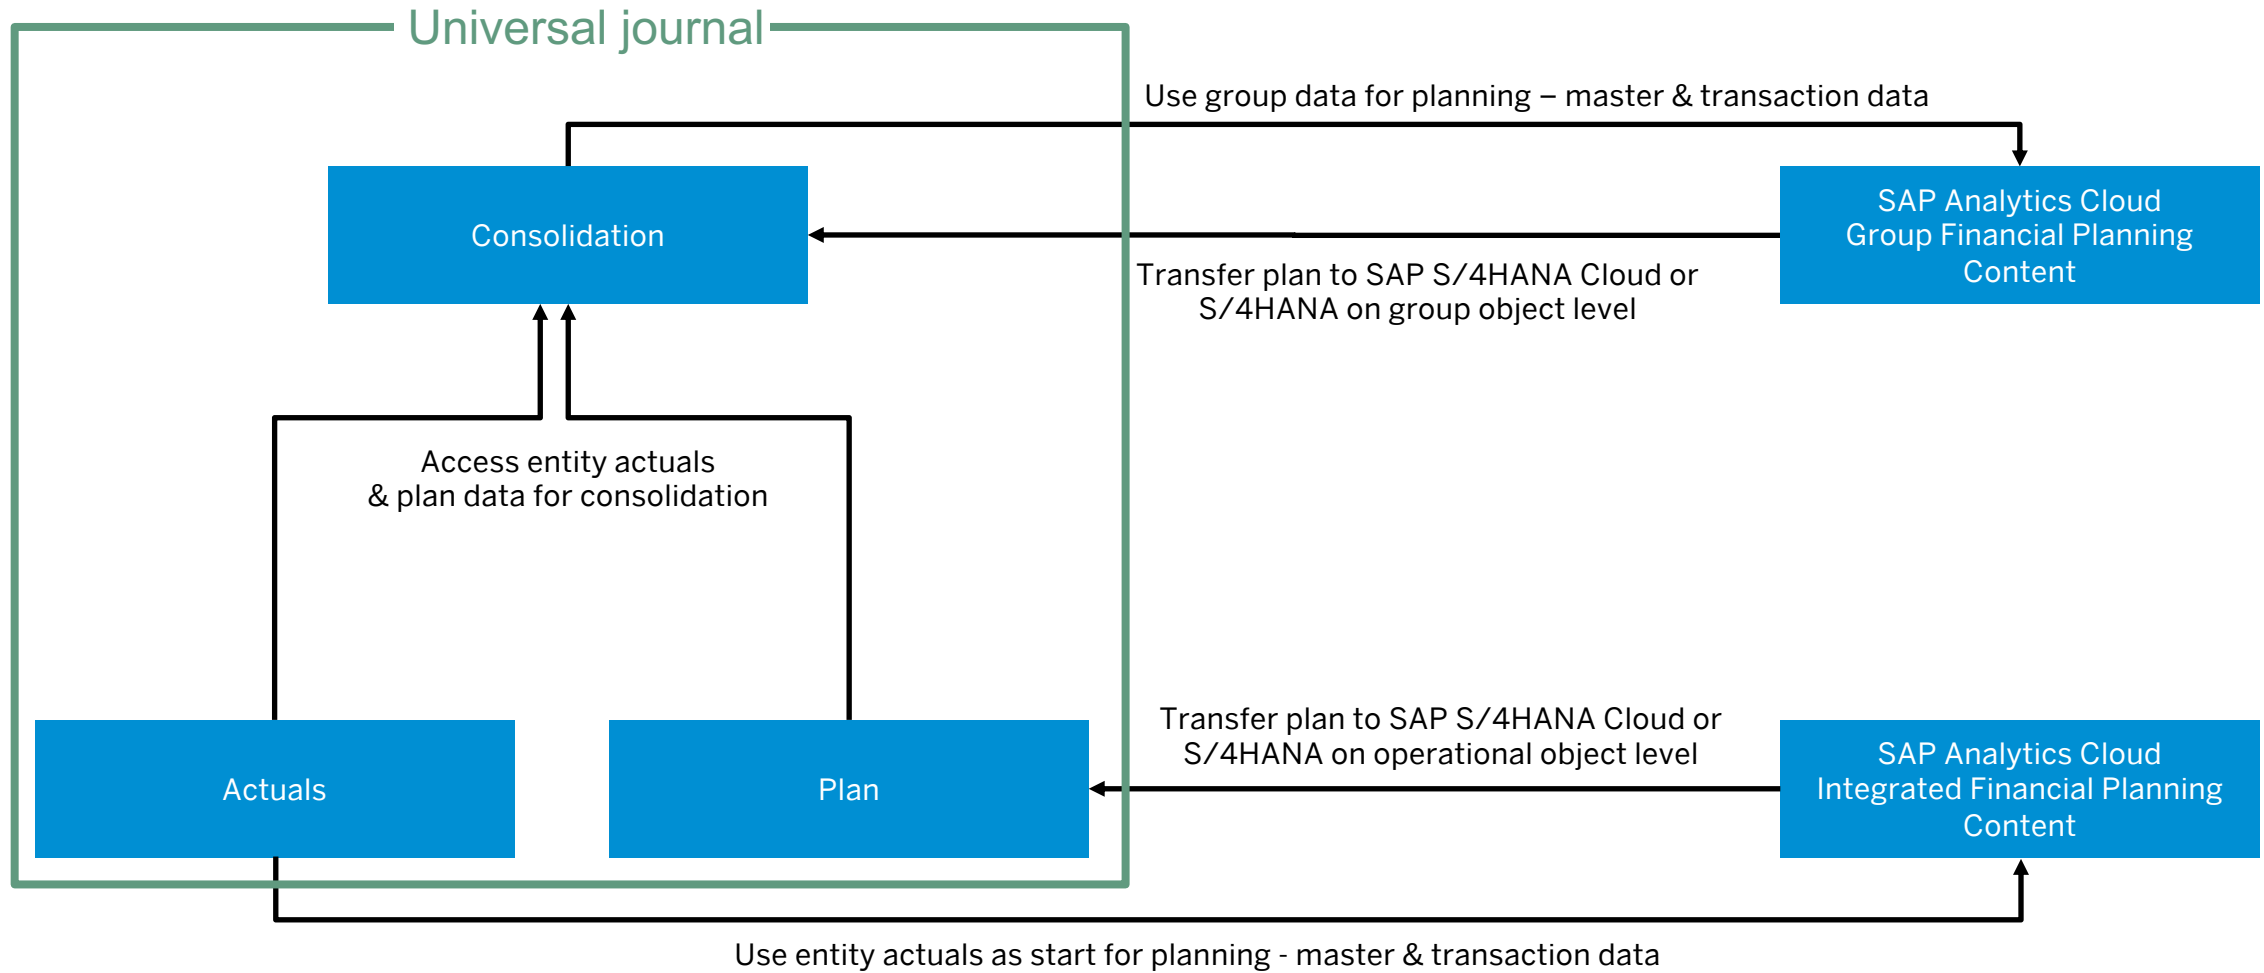 Universal journal
Use group data for planning – master & transaction data
Consolidation
SAP Analytics Cloud
Group Financial Planning
Content
Transfer plan to SAP S/4HANA Cloud or
S/4HANA on group object level
Access entity actuals
& plan data for consolidation
Actuals
Plan
Transfer plan to SAP S/4HANA Cloud or
S/4HANA on operational object level
SAP Analytics Cloud
Integrated Financial Planning
Content
Use entity actuals as start for planning - master & transaction data